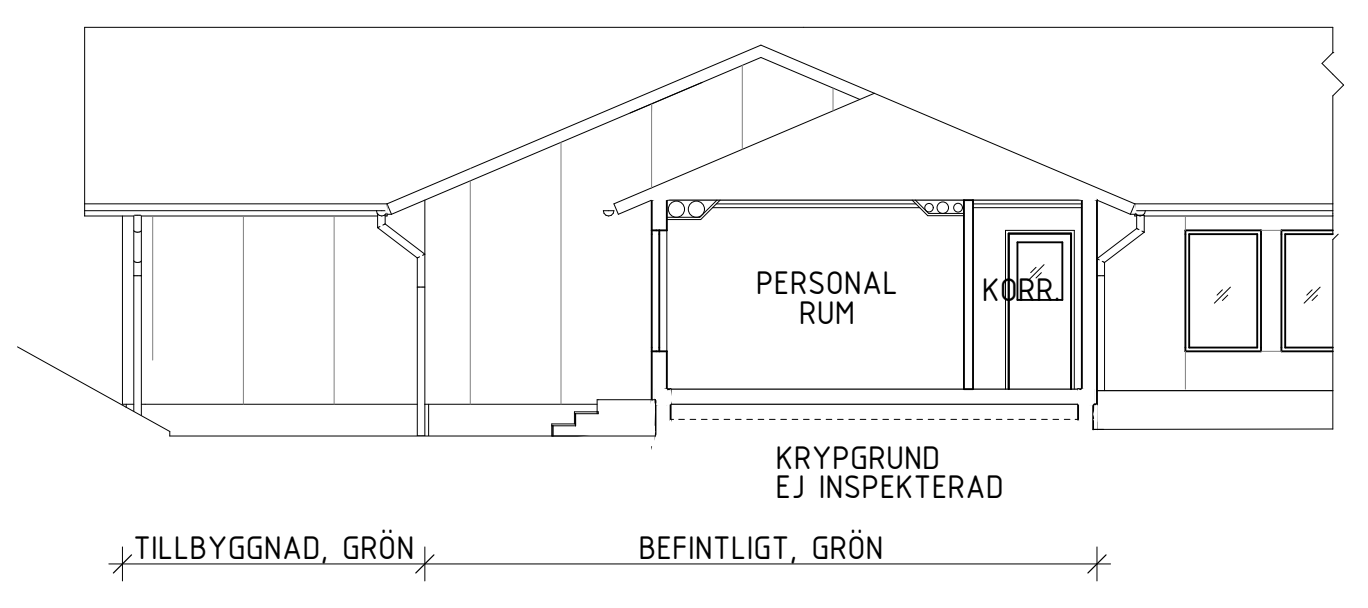 PERSONAL
RUM
KORR.
KRYPGRUND
EJ INSPEKTERAD
TILLBYGGNAD, GRÖN
BEFINTLIGT, GRÖN